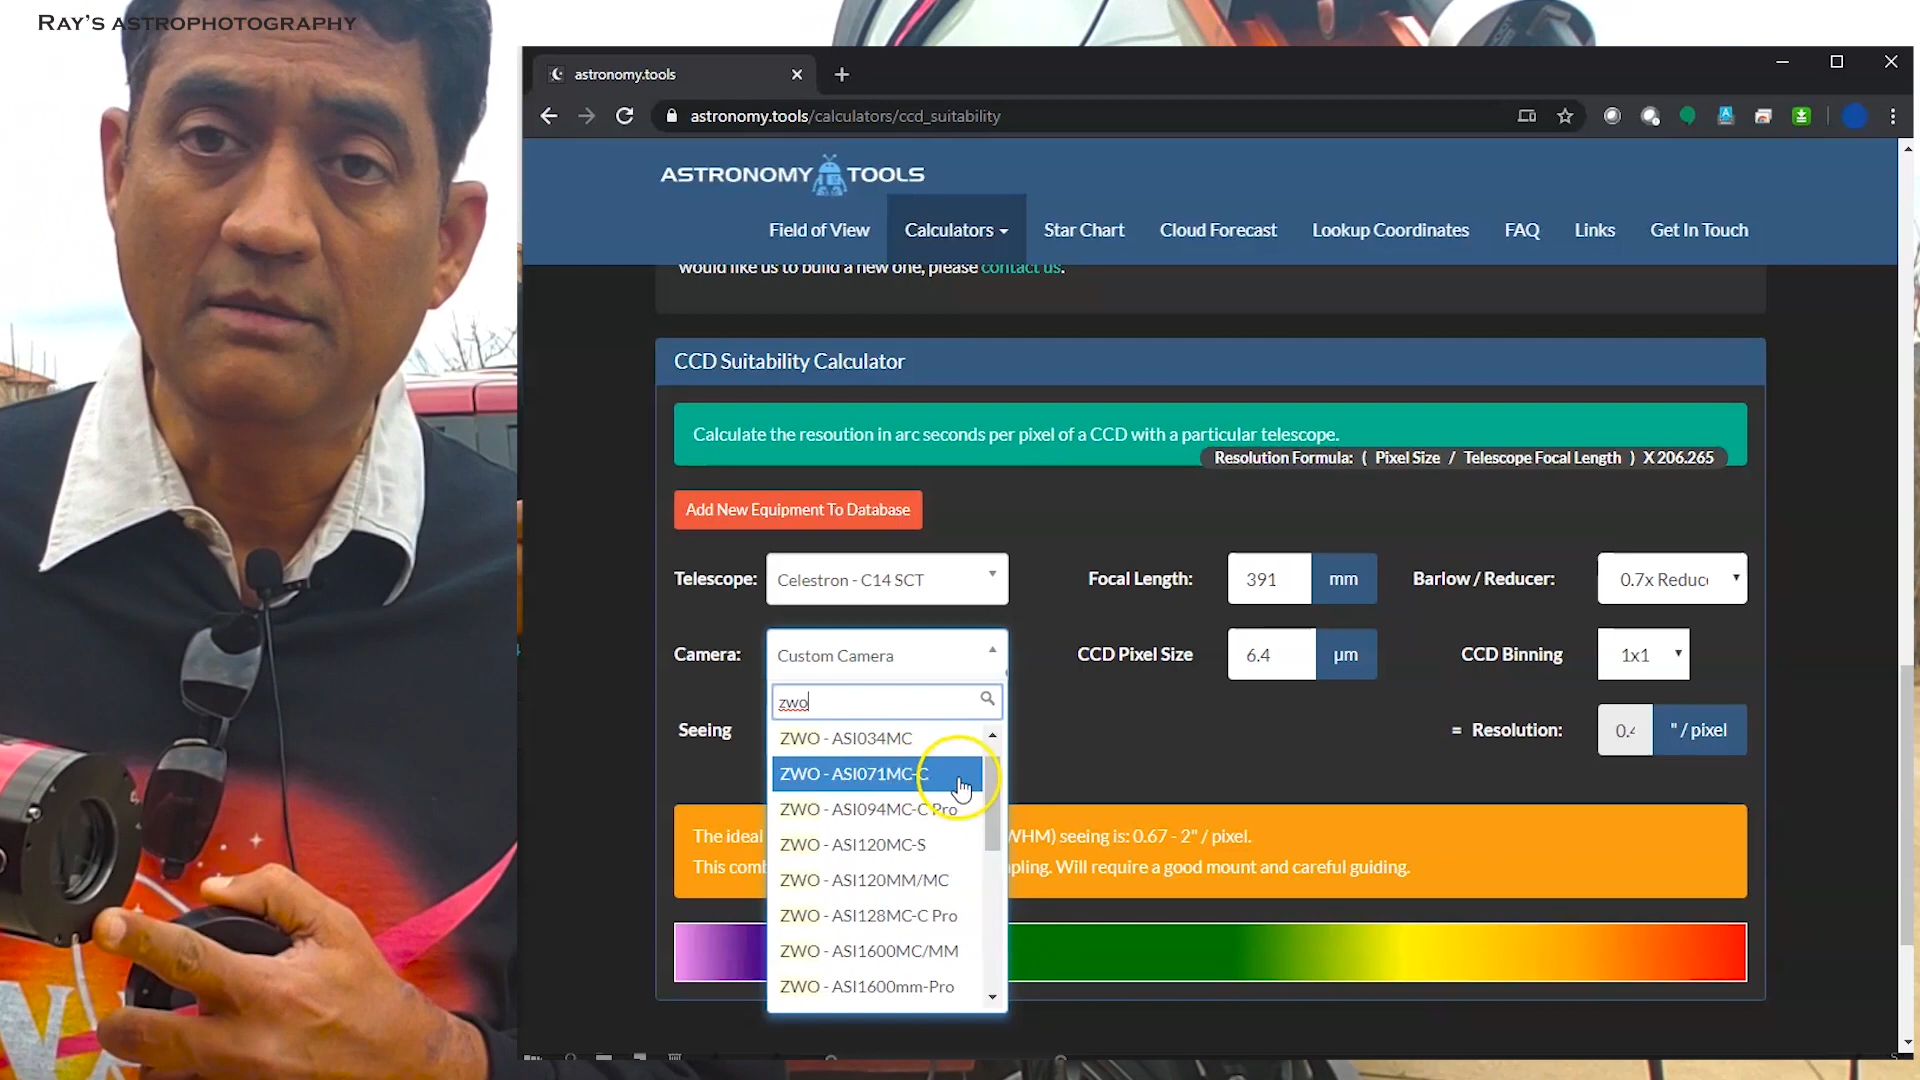 RAY'S ASTROPHOTOGRAPHY
astronomy.tools
astronomy.tools/calculators/ccd_suitability
ASTRONOMY TOOLS
Field of View Calculators Star Chart Cloud Forecast Lookup Coordinates FAQ Links Get In Touch
would like us to build a new one, please contact us.
CCD Suitability Calculator
Calculate the resoution in arc seconds per pixel of a CCD with a particular telescope.
Resolution Formula: ( Pixel Size / Telescope Focal Length ) X 206.265
Add New Equipment To Database
Telescope: Celestron - C14 SCT Focal Length: 391 mm Barlow / Reducer: 0.7x Reduc
Camera: Custom Camera CCD Pixel Size 6.4 µm CCD Binning 1x1
zwo
Seeing = Resolution: 0.4 " / pixel
ZWO - ASI034MC
ZWO - ASI071MC-C
ZWO - ASI094MC-C Pro
The ideal WHM) seeing is: 0.67 - 2" / pixel.
ZWO - ASI120MC-S
This comb pling. Will require a good mount and careful guiding.
ZWO - ASI120MM/MC
ZWO - ASI128MC-C Pro
ZWO - ASI1600MC/MM
ZWO - ASI1600mm-Pro